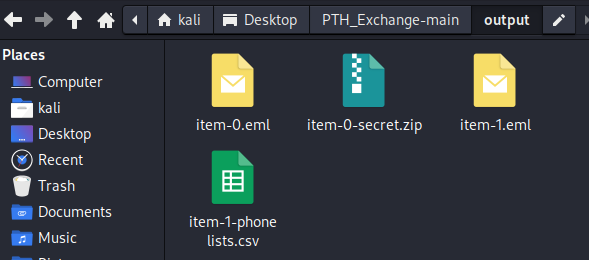 kali
Desktop
PTH_Exchange-main
output
Places
Computer
kali
Desktop
Recent
Trash
Documents
Music
item-0.eml
item-0-secret.zip
item-1.eml
item-1-phone
lists.csv